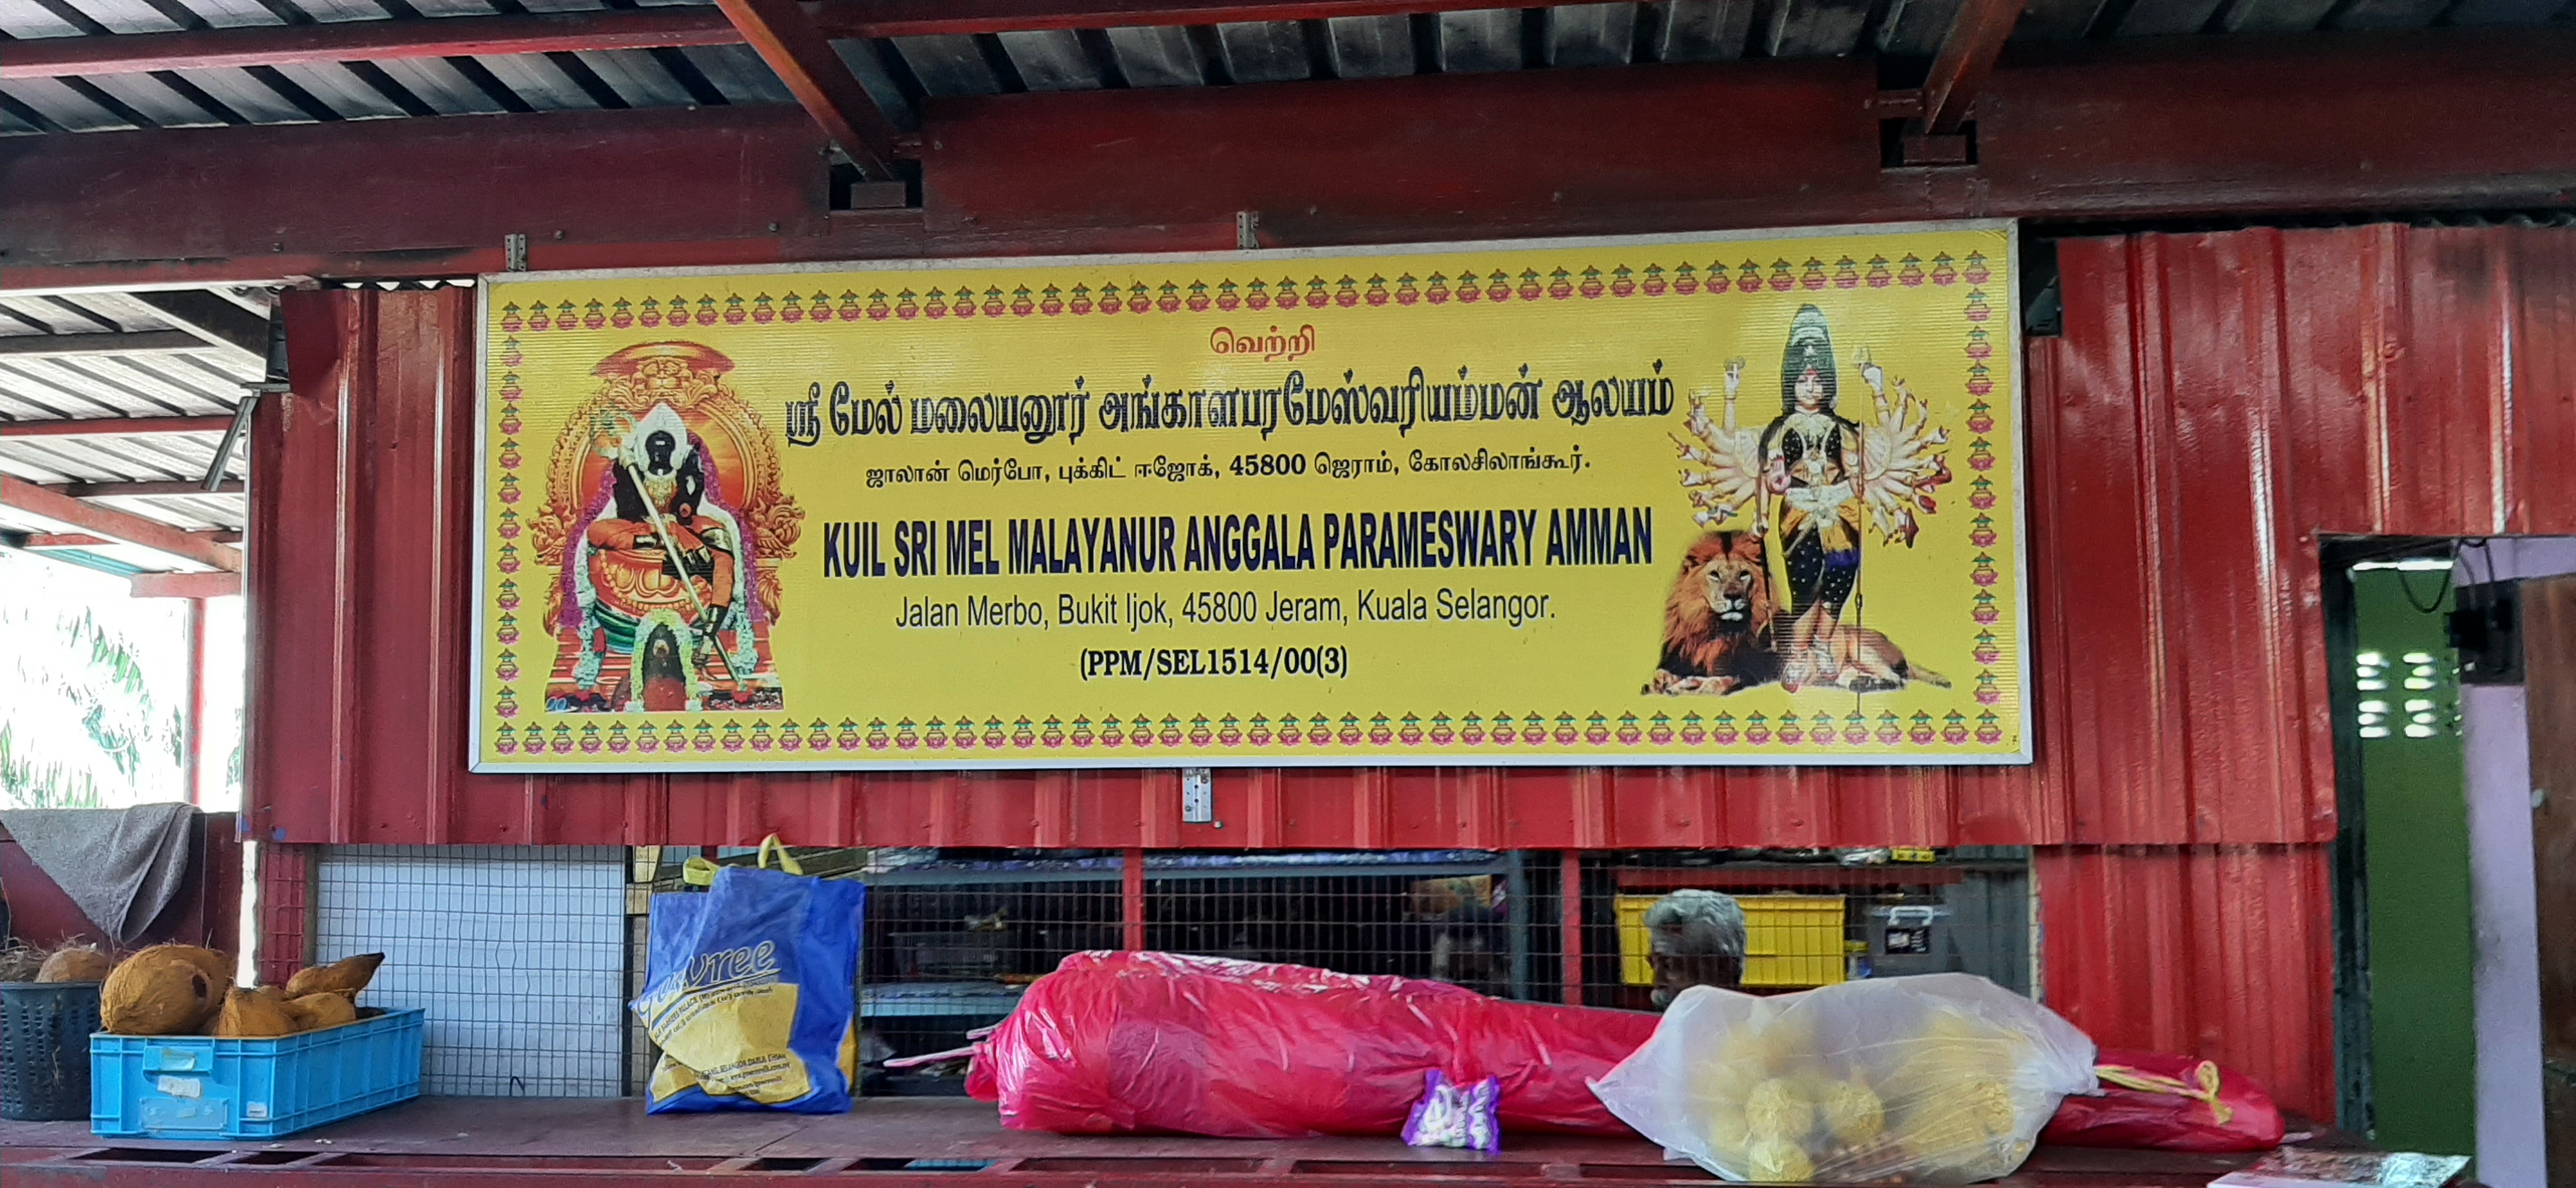 வெற்றி
ஸ்ரீ மேல் மலையனூர் அங்காளபரமேஸ்வரியம்மன் ஆலயம்
ஜாலான் மெர்போ, புக்கிட் ஈஜோக், 45800 ஜெராம், கோலசிலாங்கூர்.
KUIL SRI MEL MALAYANUR ANGGALA PARAMESWARY AMMAN
Jalan Merbo, Bukit Ijok, 45800 Jeram, Kuala Selangor.
(PPM/SEL1514/00(3)